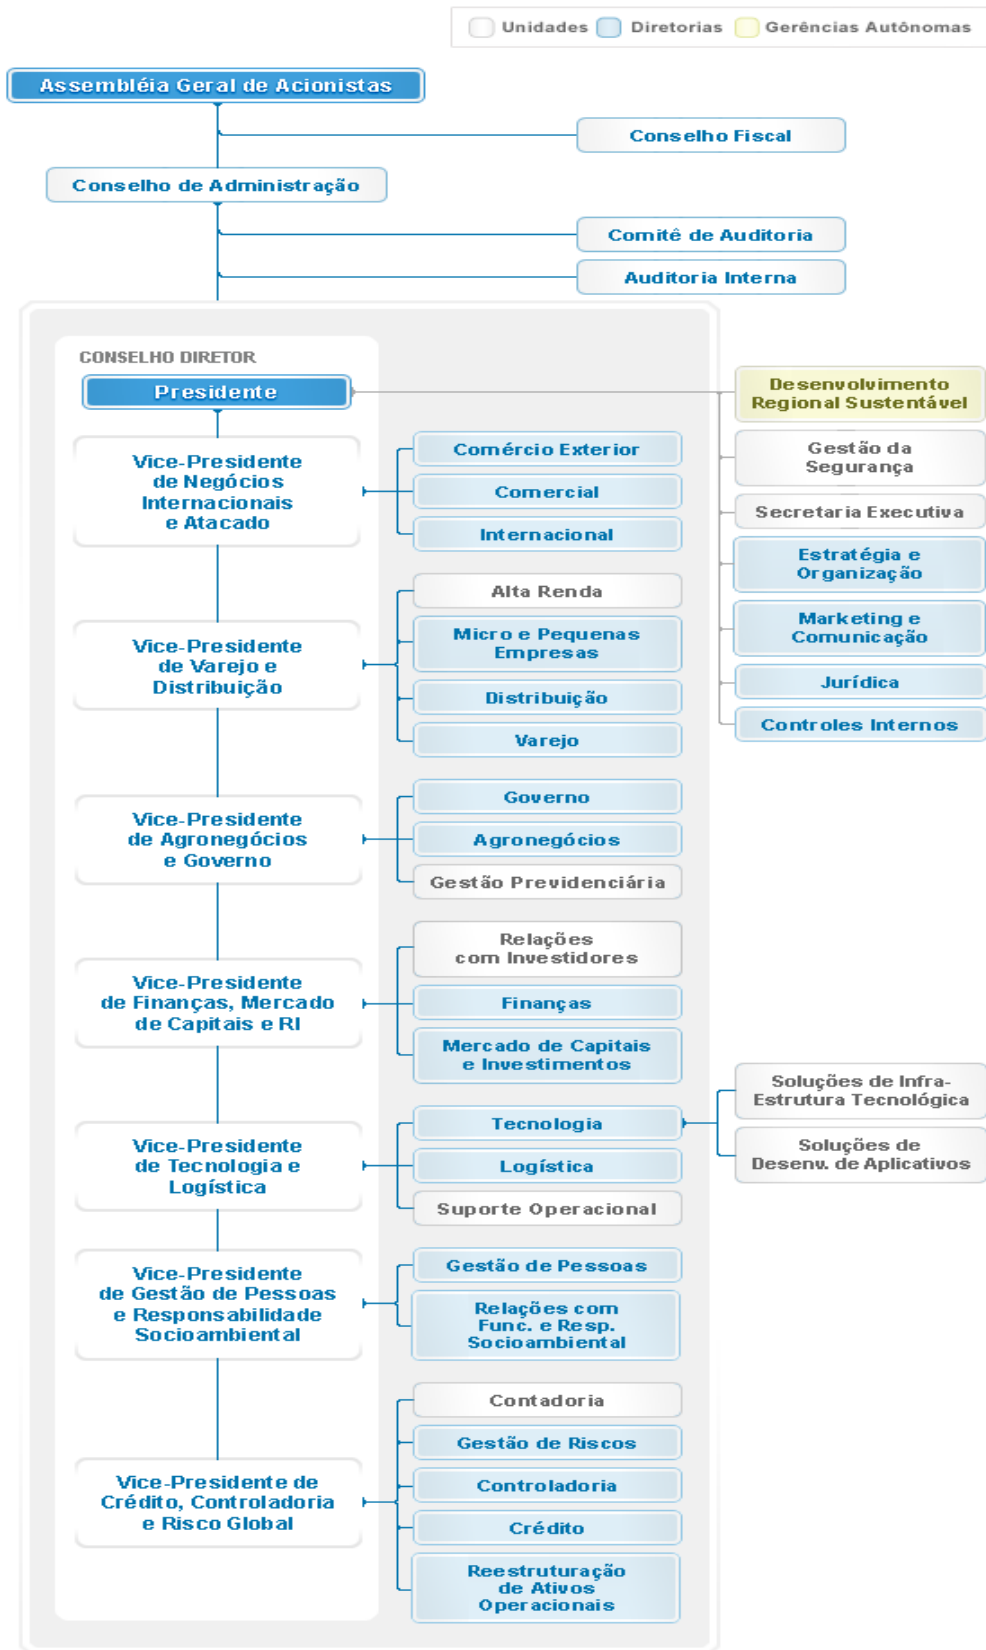 Unidades Diretorias Gerências Autônomas
Assembléia Geral de Acionistas
Conselho Fiscal
Conselho de Administração
Comitê de Auditoria
Auditoria Interna
CONSELHO DIRETOR
Presidente
Desenvolvimento
Regional Sustentável
Gestão da
Segurança
Secretaria Executiva
Estratégia e
Organização
Marketing e
Comunicação
Jurídica
Controles Internos
Vice-Presidente
de Negócios
Internacionais
e Atacado
Comércio Exterior
Comercial
Internacional
Vice-Presidente
de Varejo e
Distribuição
Alta Renda
Micro e Pequenas
Empresas
Distribuição
Varejo
Vice-Presidente
de Agronegócios
e Governo
Governo
Agronegócios
Gestão Previdenciária
Vice-Presidente
de Finanças, Mercado
de Capitais e RI
Relações
com Investidores
Finanças
Mercado de Capitais
e Investimentos
Vice-Presidente
de Tecnologia e
Logística
Tecnologia
Logística
Suporte Operacional
Soluções de Infra-
Estrutura Tecnológica
Soluções de
Desenv. de Aplicativos
Vice-Presidente
de Gestão de Pessoas
e Responsabilidade
Socioambiental
Gestão de Pessoas
Relações com
Func. e Resp.
Socioambiental
Vice-Presidente de
Crédito, Controladoria
e Risco Global
Contadoria
Gestão de Riscos
Controladoria
Crédito
Reestruturação
de Ativos
Operacionais